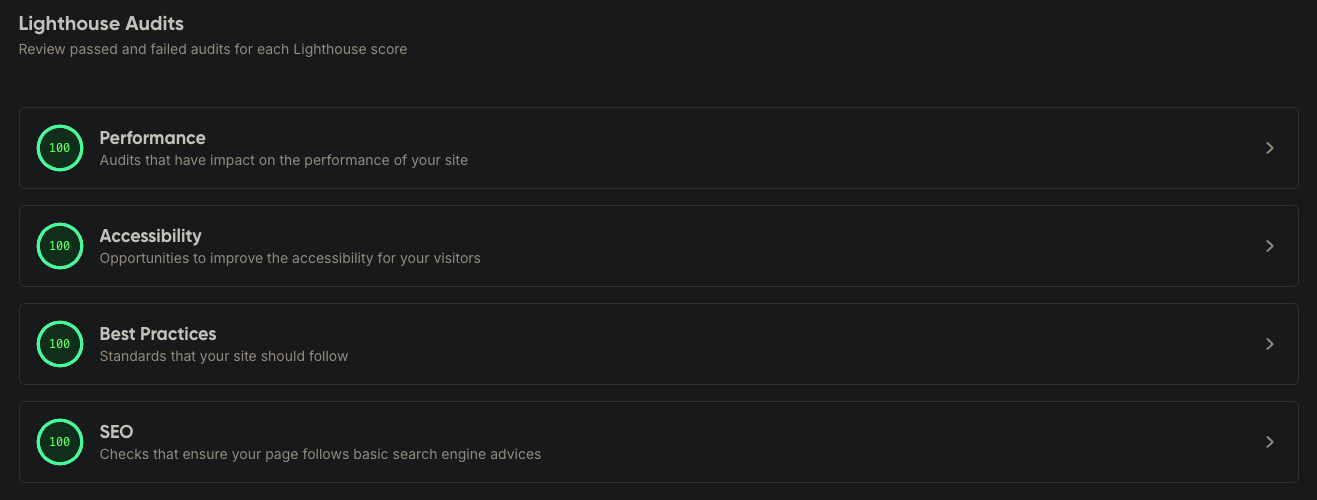 Lighthouse Audits
Review passed and failed audits for each Lighthouse score
100
Performance
Audits that have impact on the performance of your site
100
Accessibility
Opportunities to improve the accessibility for your visitors
100
Best Practices
Standards that your site should follow
100
SEO
Checks that ensure your page follows basic search engine advices